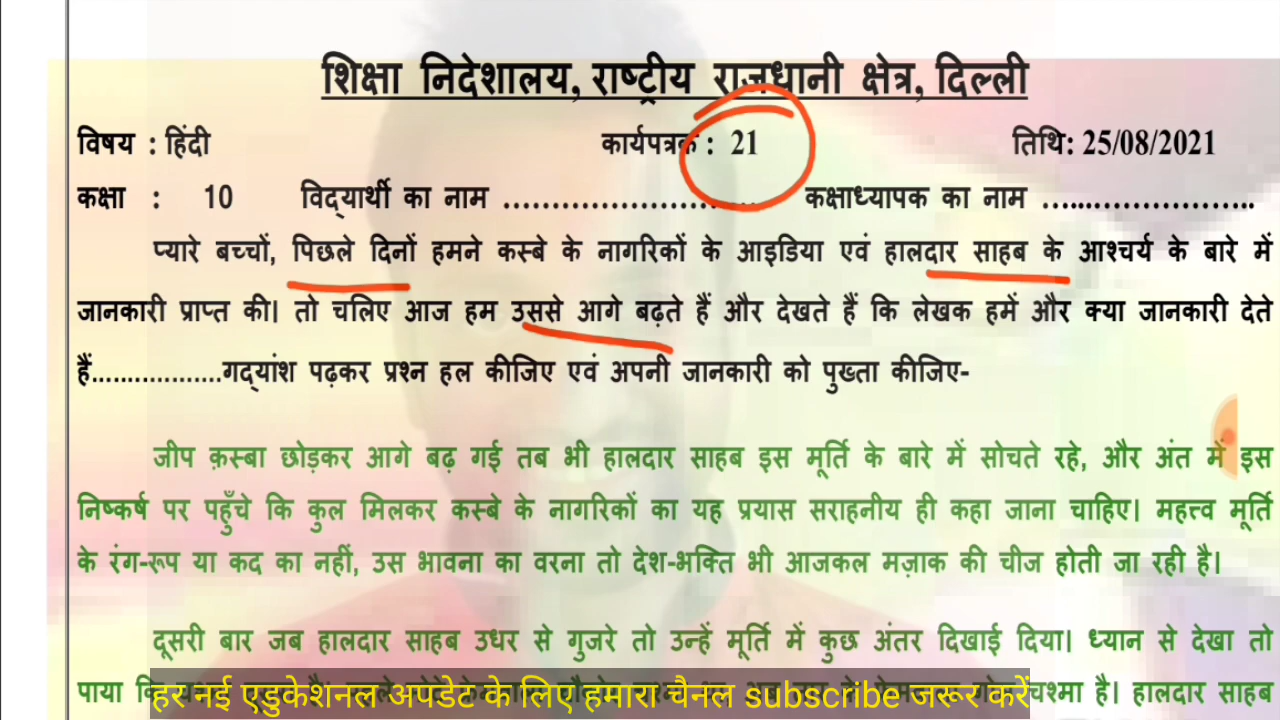 शिक्षा निदेशालय, राष्ट्रीय राजधानी क्षेत्र, दिल्ली
विषय : हिंदी कार्यपत्रक : 21 तिथि: 25/08/2021
कक्षा : 10 विद्यार्थी का नाम ………………………. कक्षाध्यापक का नाम …...……………...
प्यारे बच्चों, पिछले दिनों हमने कस्बे के नागरिकों के आइडिया एवं हालदार साहब के आश्चर्य के बारे में
जानकारी प्राप्त की। तो चलिए आज हम उससे आगे बढ़ते हैं और देखते हैं कि लेखक हमें और क्या जानकारी देते
हैं..................गद्यांश पढ़कर प्रश्न हल कीजिए एवं अपनी जानकारी को पुख्ता कीजिए-
जीप क़स्बा छोड़कर आगे बढ़ गई तब भी हालदार साहब इस मूर्ति के बारे में सोचते रहे, और अंत में इस
निष्कर्ष पर पहुँचे कि कुल मिलकर कस्बे के नागरिकों का यह प्रयास सराहनीय ही कहा जाना चाहिए। महत्त्व मूर्ति
के रंग-रूप या कद का नहीं, उस भावना का वरना तो देश-भक्ति भी आजकल मज़ाक की चीज होती जा रही है।
दूसरी बार जब हालदार साहब उधर से गुजरे तो उन्हें मूर्ति में कुछ अंतर दिखाई दिया। ध्यान से देखा तो
पाया चश्मा है। हालदार साहब
हर नई एडुकेशनल अपडेट के लिए हमारा चैनल subscribe जरूर करें